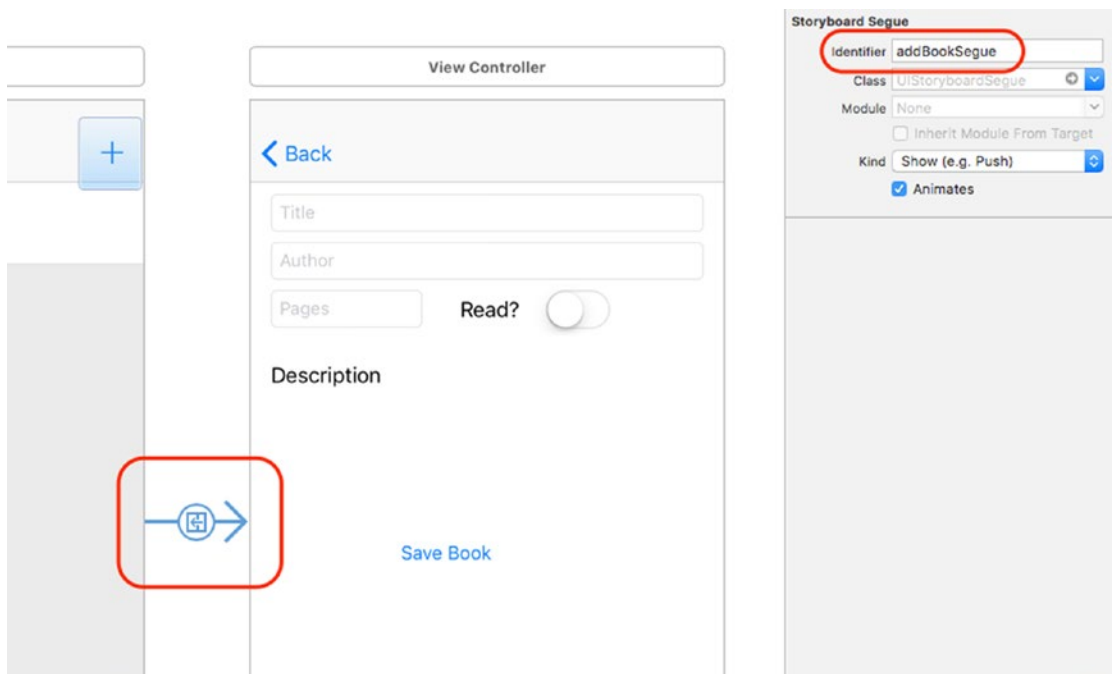 View Controller
+
Back
Title
Author
Pages
Read?
Description
Save Book
Storyboard Segue
Identifier addBookSegue
Class UIStoryboardSegue
Module None
Inherit Module From Target
Kind Show (e.g. Push)
Animates